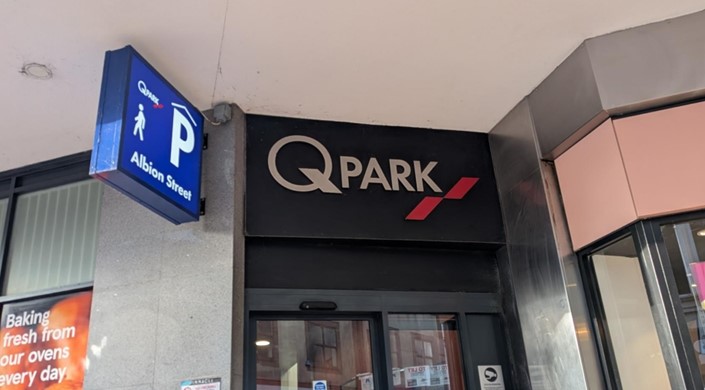 Q PARK
P
Albion Street
Q PARK
Baking
fresh from
our ovens
every day